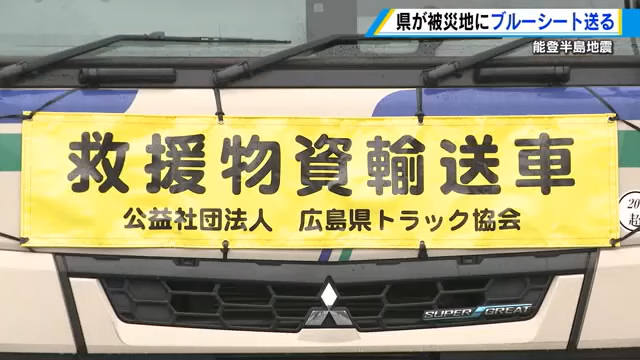 県が被災地にブルーシート送る
能登半島地震
救援物資輸送車
公益社団法人 広島県トラック協会
20
超
SUPER GREAT